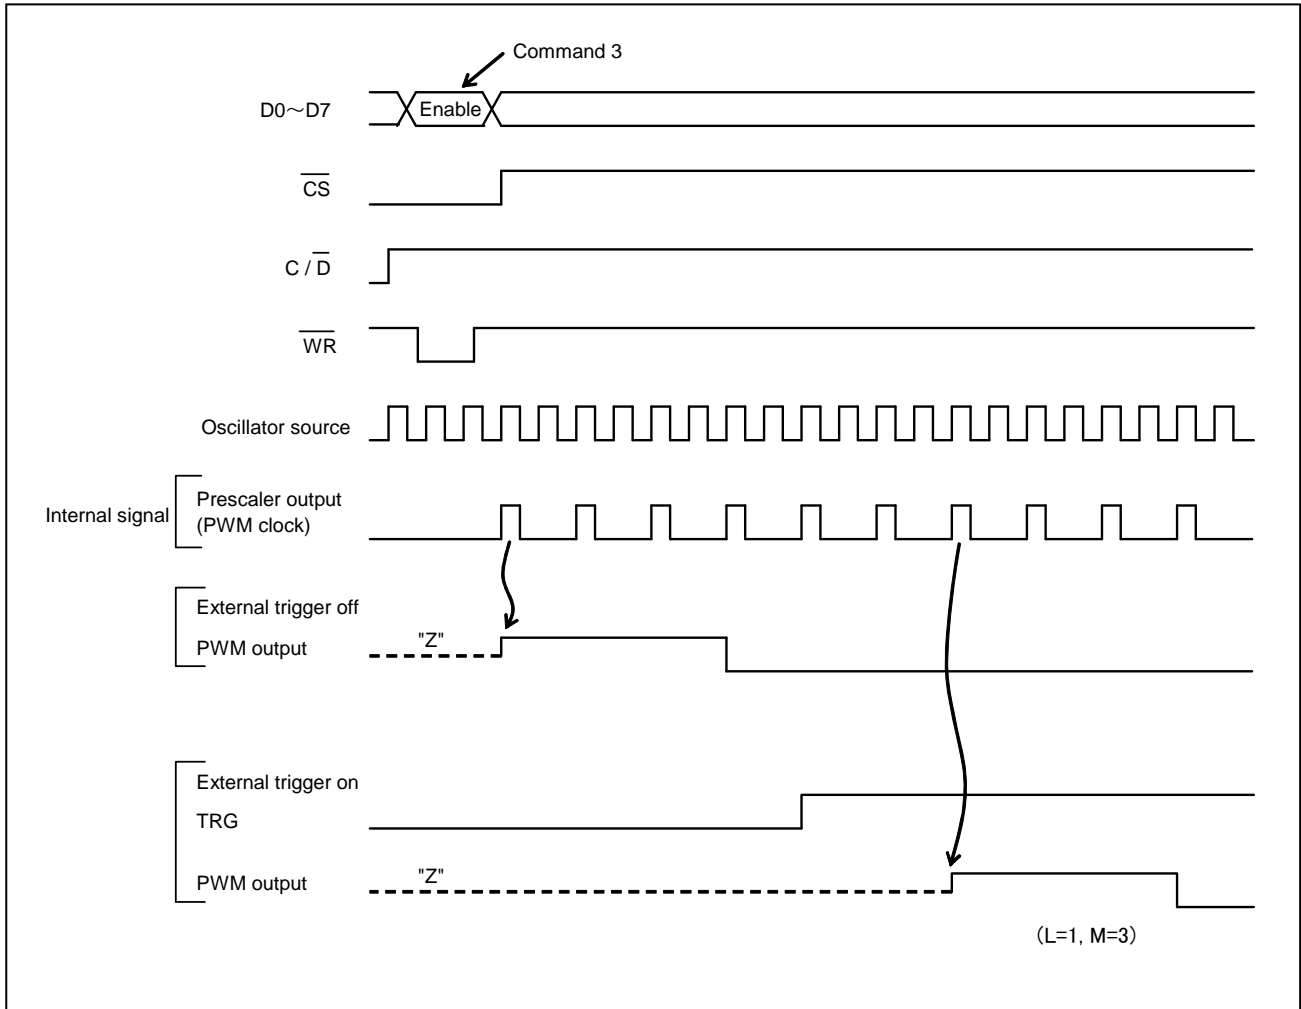 Command 3
D0～D7
Enable
CS
C / D
WR
Oscillator source
Internal signal
Prescaler output
(PWM clock)
External trigger off
PWM output
"Z"
External trigger on
TRG
PWM output
"Z"
（L=1, M=3）